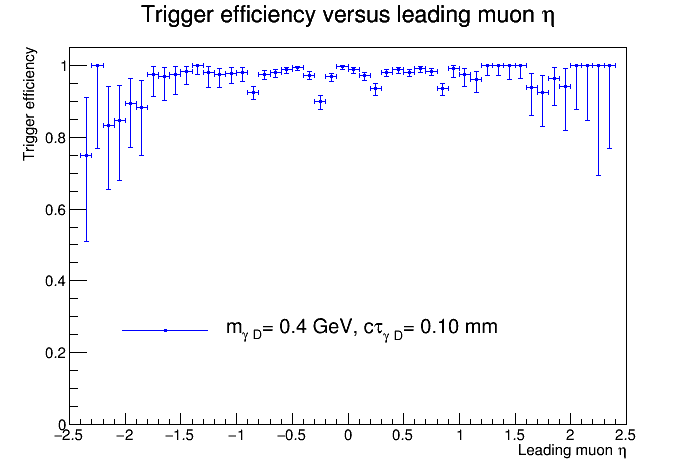 Trigger efficiency versus leading muon η
Trigger efficiency
1
0.8
0.6
0.4
0.2
0
m_γ D= 0.4 GeV, cτ_γ D= 0.10 mm
−2.5 −2 −1.5 −1 −0.5 0 0.5 1 1.5 2 2.5
Leading muon η